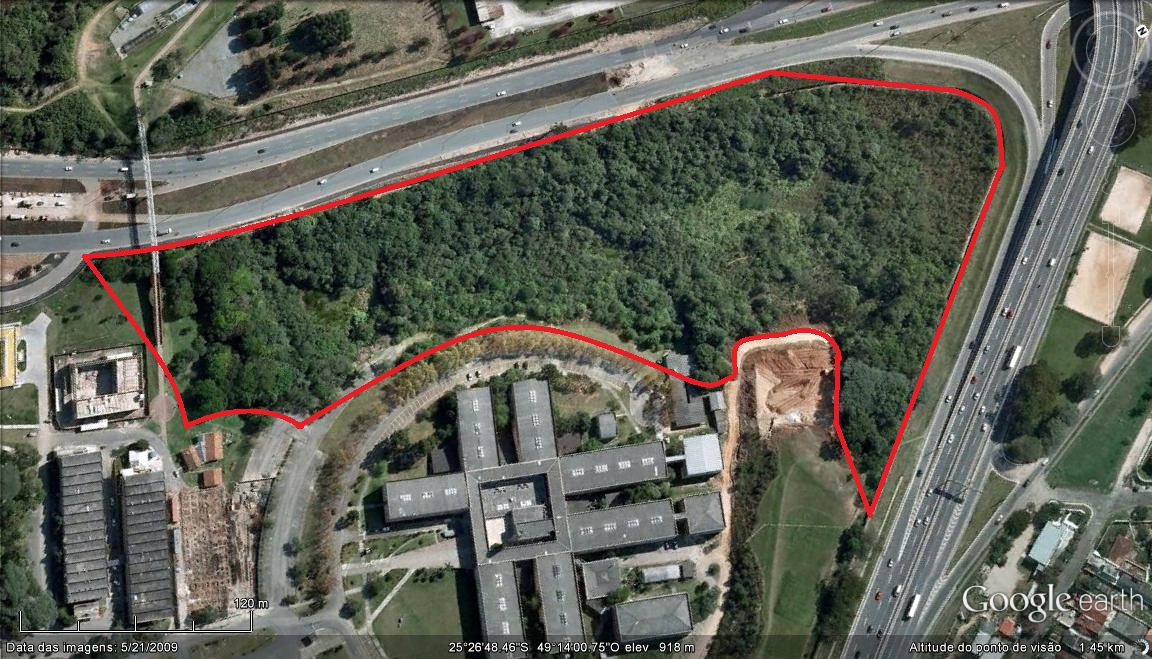 N
120 m
Google earth
Data das imagens: 5/21/2009 25°26'48.46"S 49°14'00.75"O elev 918 m Altitude do ponto de visão 1.45 km